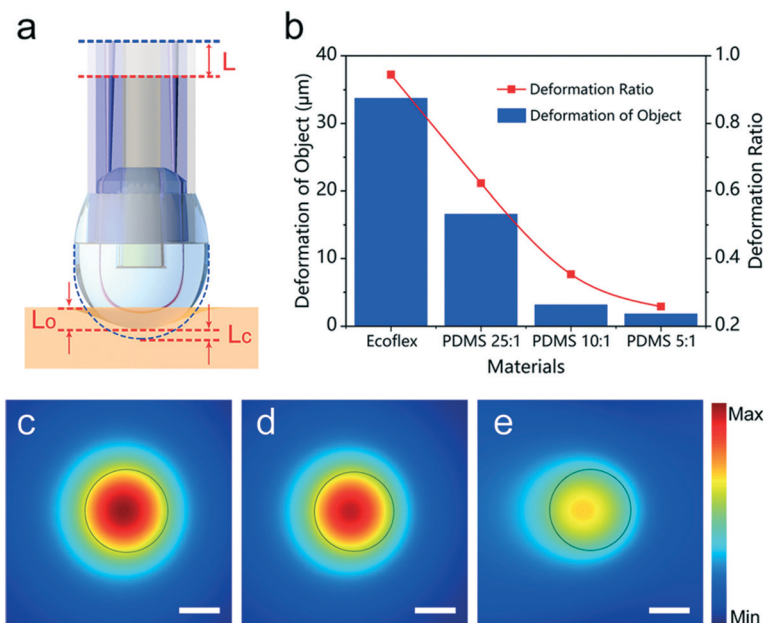 a
L
Lo
Lc
b
Deformation of Object (μm)
40
30
20
10
0
Deformation Ratio
Deformation of Object
1.0
0.8
0.6
0.4
0.2
Deformation Ratio
Ecoflex PDMS 25:1 PDMS 10:1 PDMS 5:1
Materials
c
d
e
Max
Min